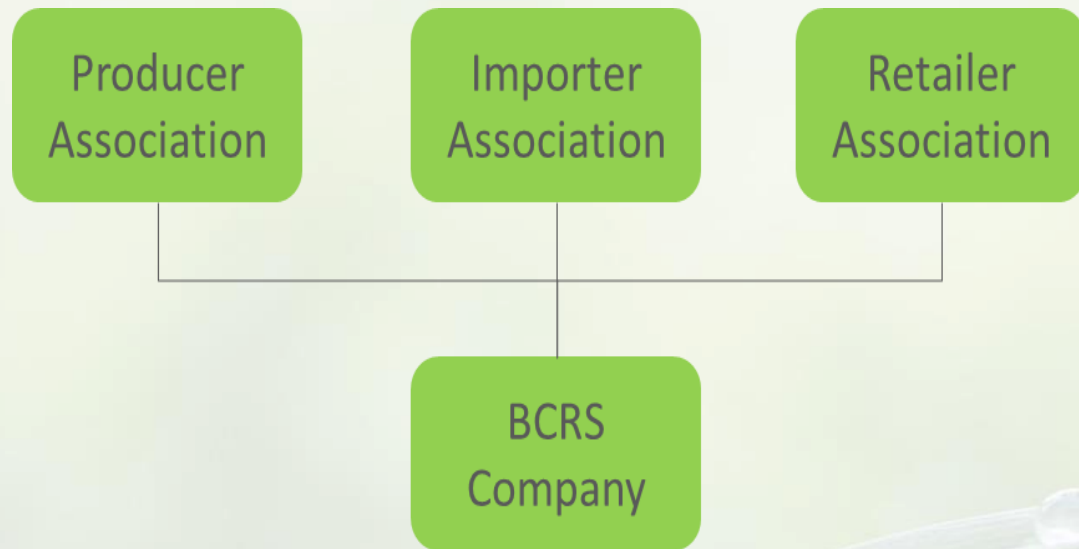 Producer
Association
Importer
Association
Retailer
Association
BCRS
Company